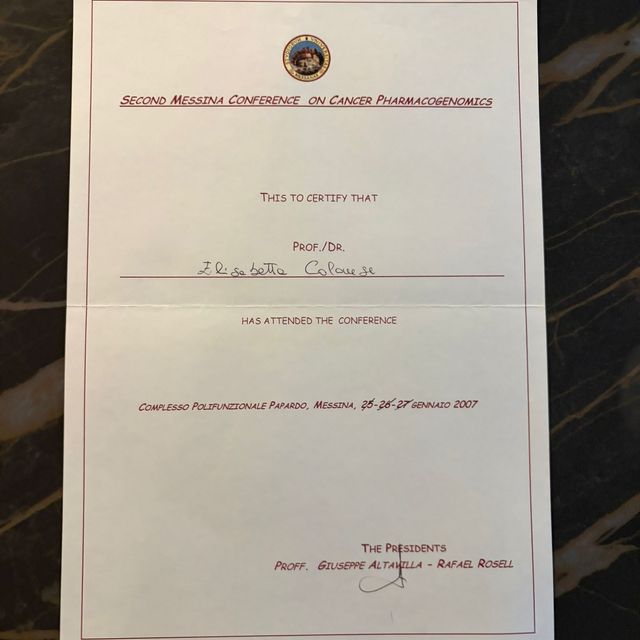 SECOND MESSINA CONFERENCE ON CANCER PHARMACOGENOMICS
THIS TO CERTIFY THAT
PROF./DR.
Elisabetta Colavese
HAS ATTENDED THE CONFERENCE
COMPLESSO POLIFUNZIONALE PAPARDO, MESSINA, 25-26-27 GENNAIO 2007
THE PRESIDENTS
PROFF. GIUSEPPE ALTAVILLA - RAFAEL ROSELL